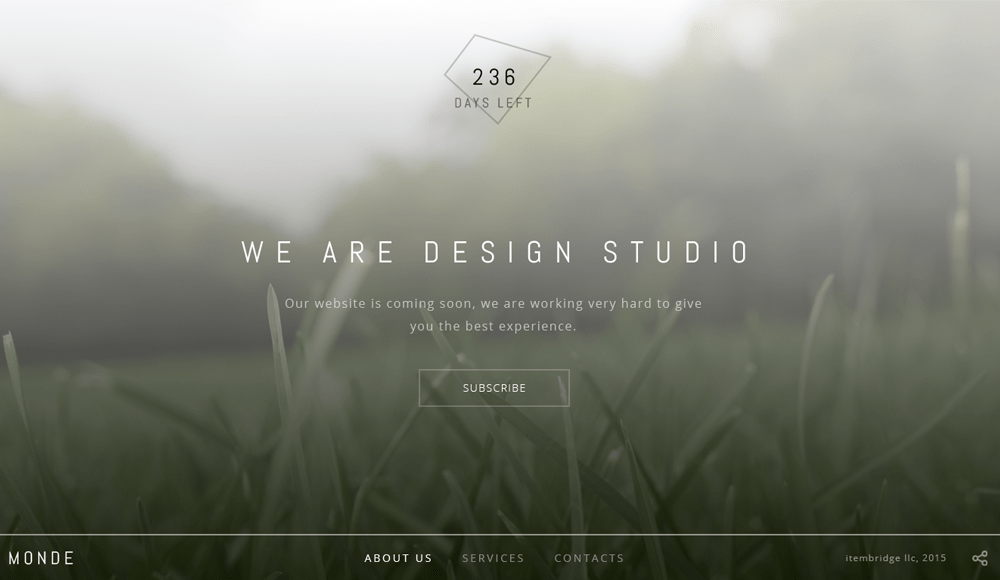 236
DAYS LEFT
WE ARE DESIGN STUDIO
Our website is coming soon, we are working very hard to give
you the best experience.
SUBSCRIBE
MONDE
ABOUT US
SERVICES
CONTACTS
itembridge llc, 2015